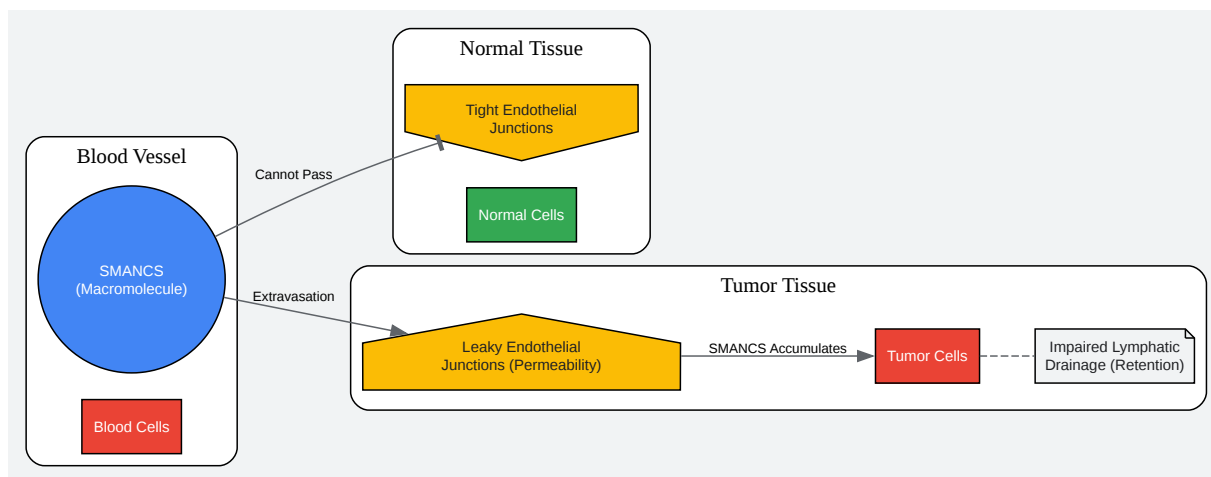 Normal Tissue
Tight Endothelial
Junctions
Normal Cells
Blood Vessel
SMANCS
(Macromolecule)
Blood Cells
Cannot Pass
Extravasation
Tumor Tissue
Leaky Endothelial
Junctions (Permeability)
SMANCS Accumulates
Tumor Cells
Impaired Lymphatic
Drainage (Retention)